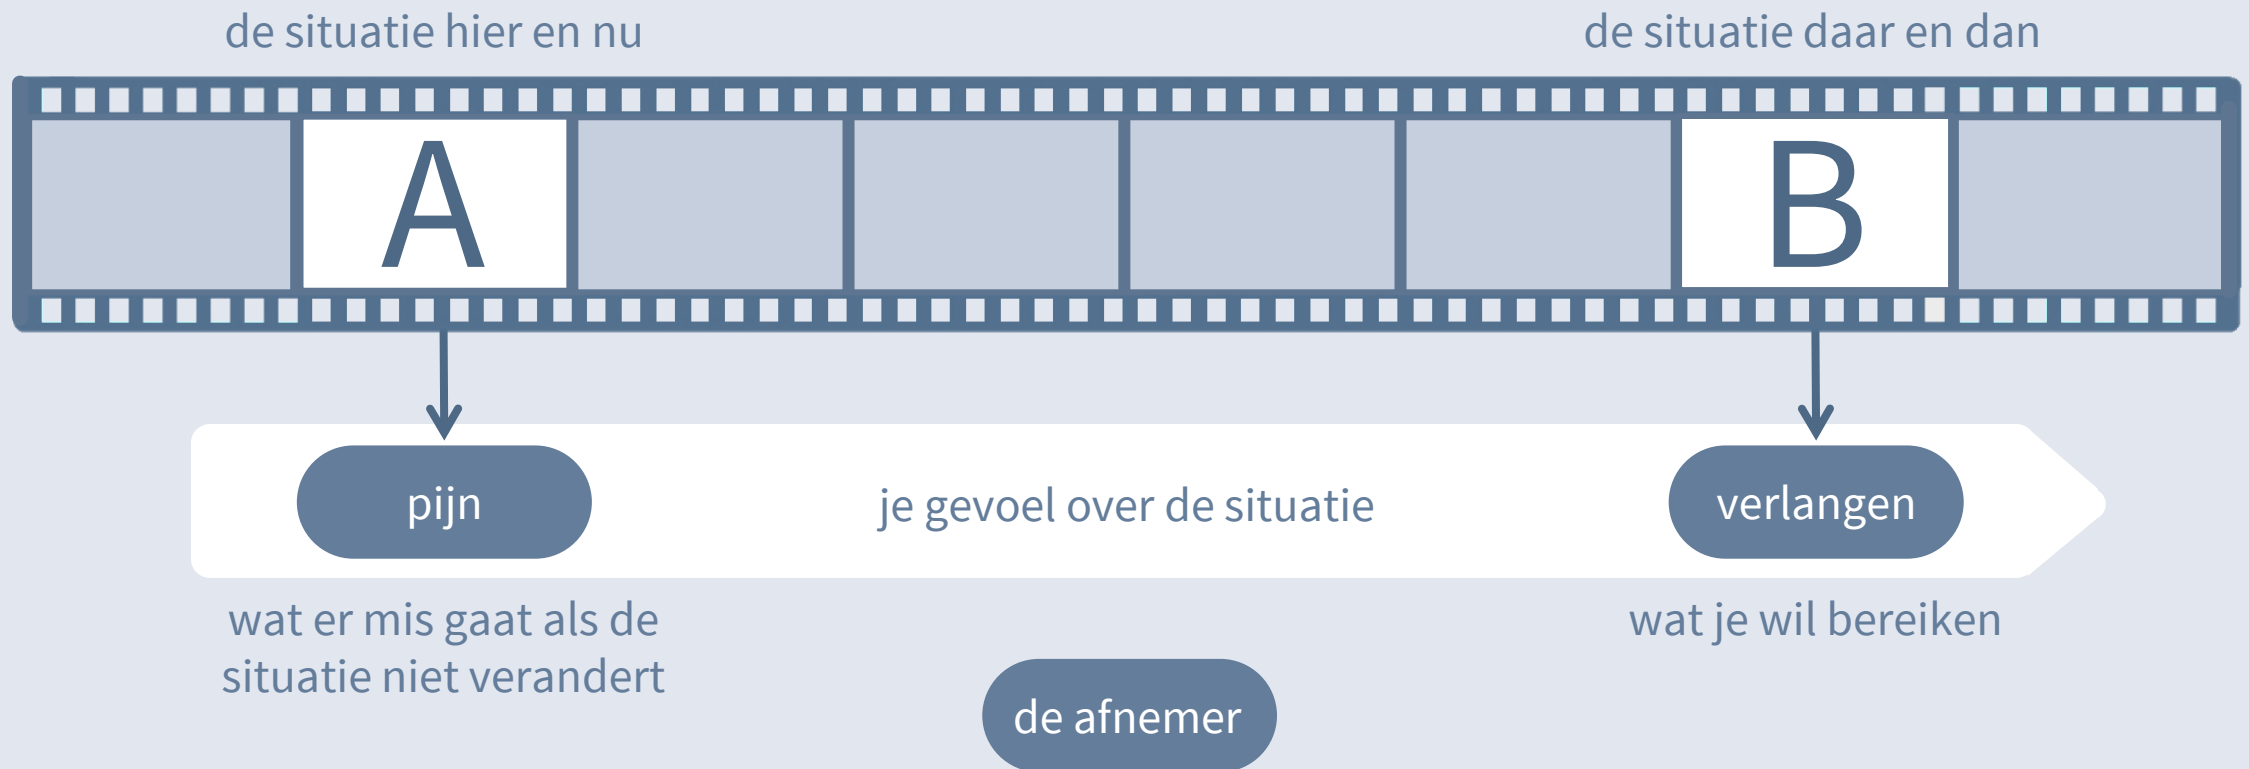 de situatie hier en nu
de situatie daar en dan
A
B
pijn
je gevoel over de situatie
verlangen
wat er mis gaat als de
situatie niet verandert
wat je wil bereiken
de afnemer